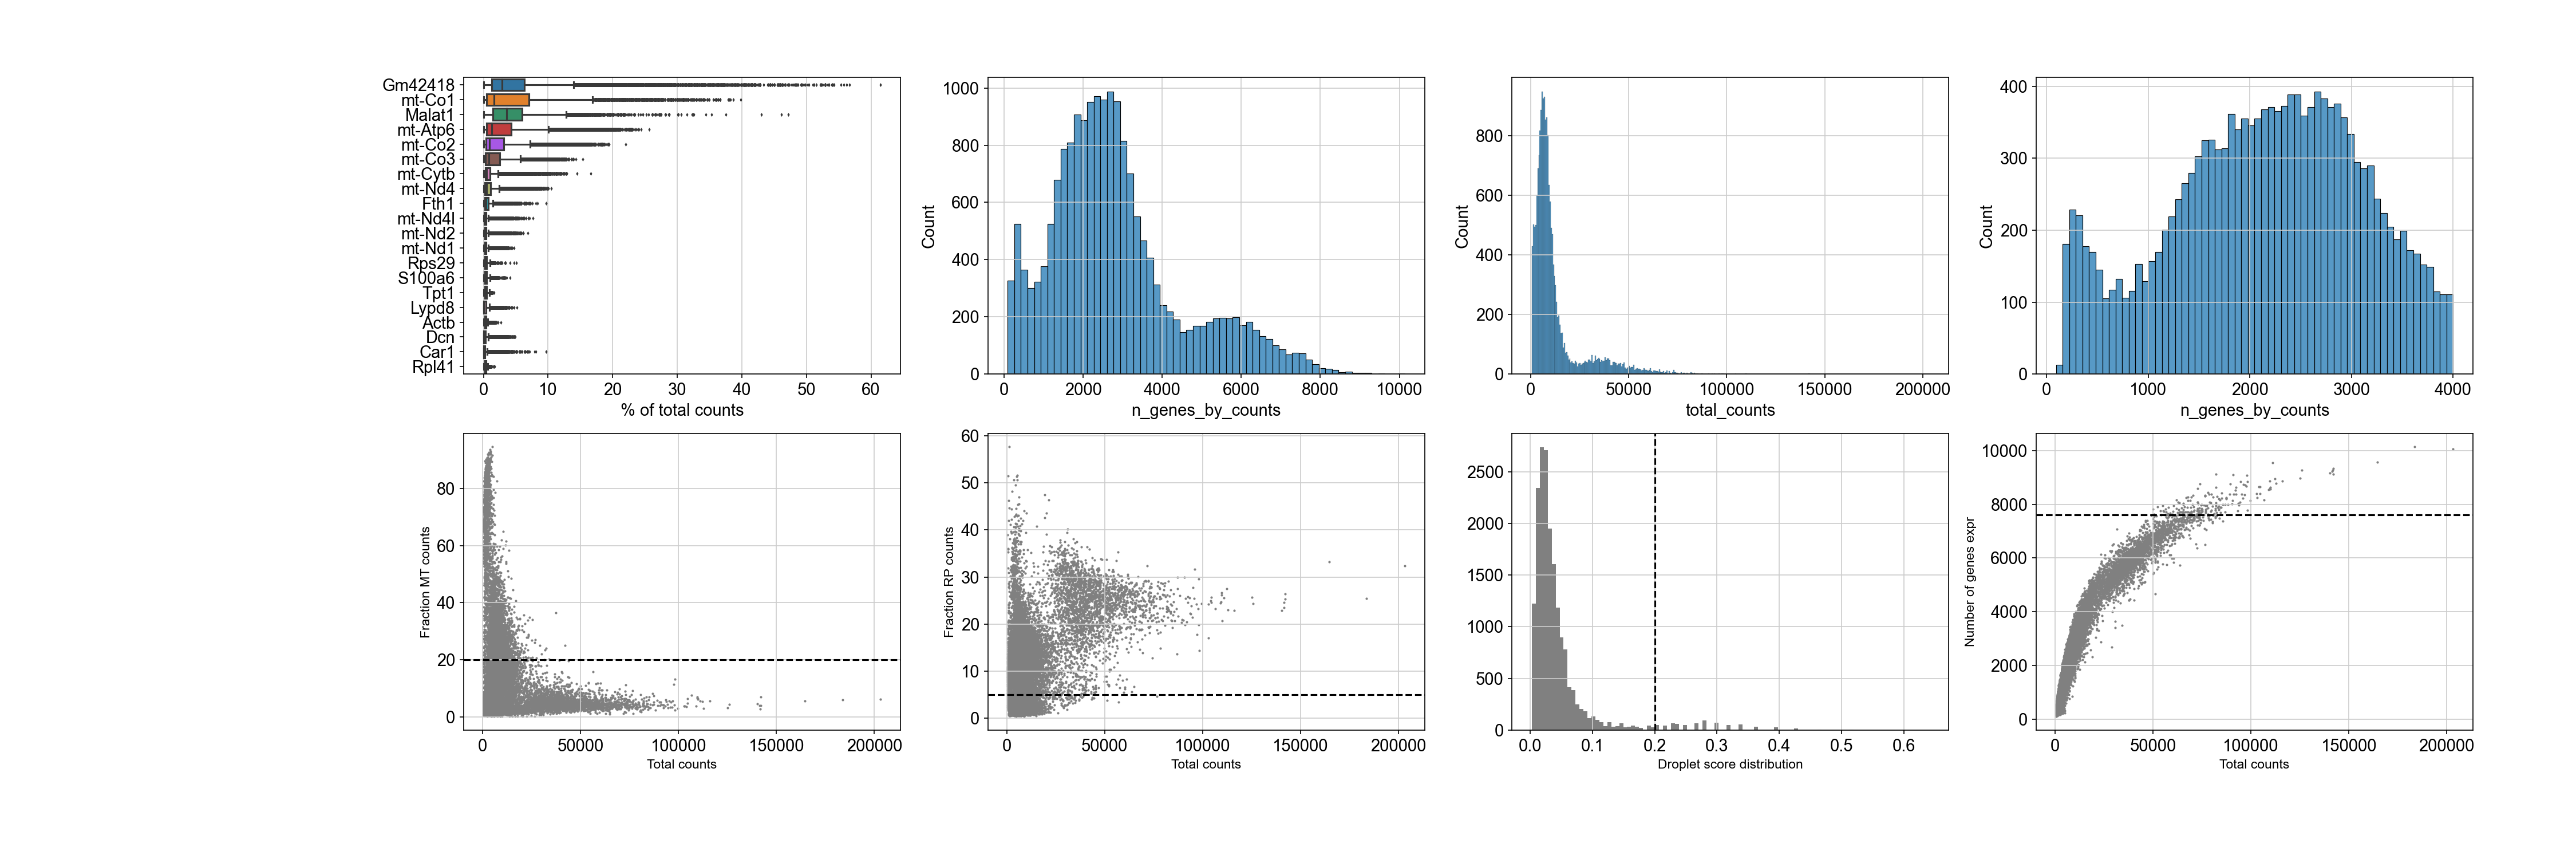 Gm42418
mt-Co1
Malat1
mt-Atp6
mt-Co2
mt-Co3
mt-Cytb
mt-Nd4
Fth1
mt-Nd4l
mt-Nd2
mt-Nd1
Rps29
S100a6
Tpt1
Lypd8
Actb
Dcn
Car1
Rpl41
0 10 20 30 40 50 60
% of total counts
1000
800
600
400
200
0
Count
0 2000 4000 6000 8000 10000
n_genes_by_counts
800
600
400
200
0
Count
0 50000 100000 150000 200000
total_counts
400
300
200
100
0
Count
0 1000 2000 3000 4000
n_genes_by_counts
80
60
40
20
0
Fraction MT counts
0 50000 100000 150000 200000
Total counts
60
50
40
30
20
10
0
Fraction RP counts
0 50000 100000 150000 200000
Total counts
2500
2000
1500
1000
500
0
0.0 0.1 0.2 0.3 0.4 0.5 0.6
Droplet score distribution
10000
8000
6000
4000
2000
0
Number of genes expr
0 50000 100000 150000 200000
Total counts